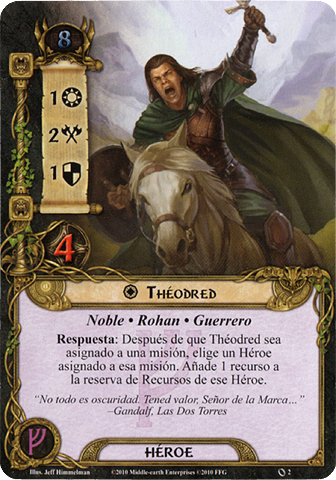 8
1
2
1
4
Théodred
Noble • Rohan • Guerrero
Respuesta: Después de que Théodred sea
asignado a una misión, elige un Héroe
asignado a esa misión. Añade 1 recurso a
la reserva de Recursos de ese Héroe.
“No todo es oscuridad. Tened valor, Señor de la Marca…”
–Gandalf, Las Dos Torres
HÉROE
Illus. Jeff Himmelman
©2010 Middle-earth Enterprises ©2010 FFG
2